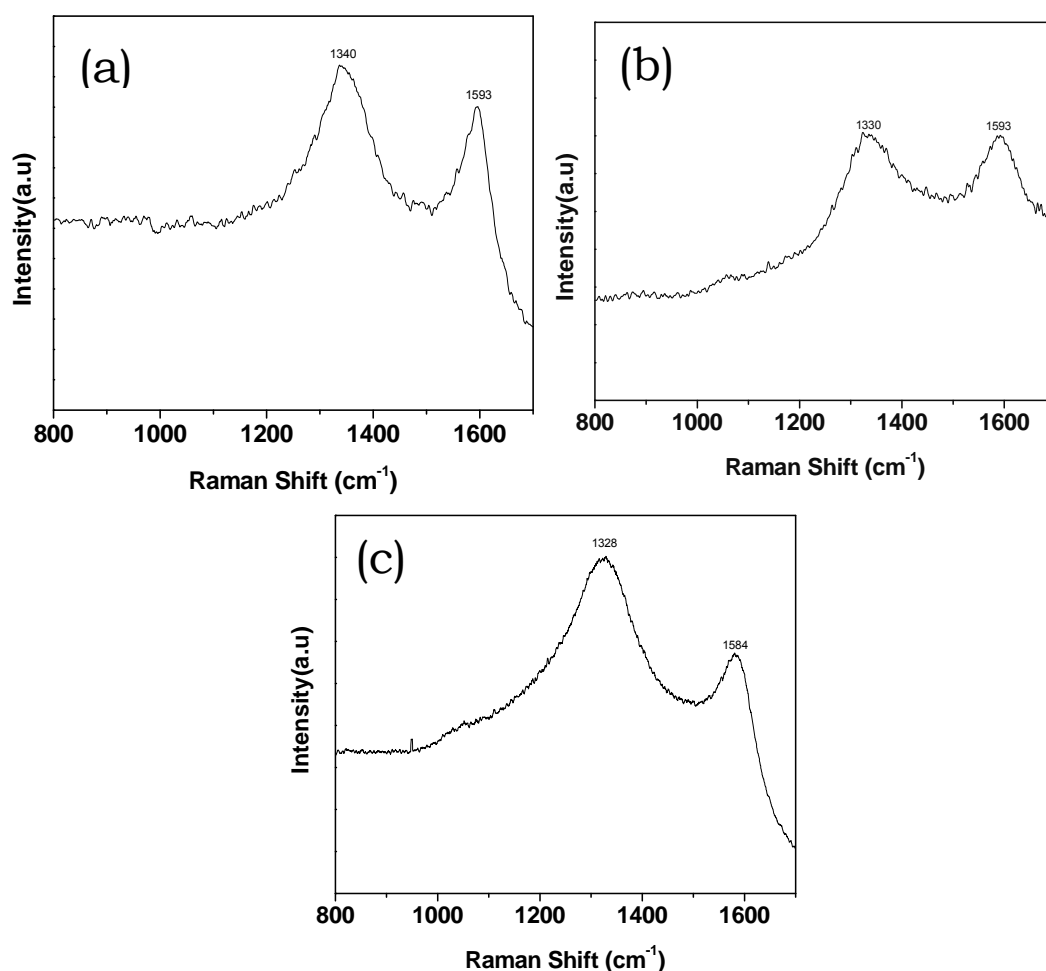 (a)
1340
1593
Intensity(a.u)
800 1000 1200 1400 1600
Raman Shift (cm-1)
(b)
1330
1593
Intensity(a.u)
800 1000 1200 1400 1600
Raman Shift (cm-1)
(c)
1328
1584
Intensity(a.u)
800 1000 1200 1400 1600
Raman Shift (cm-1)